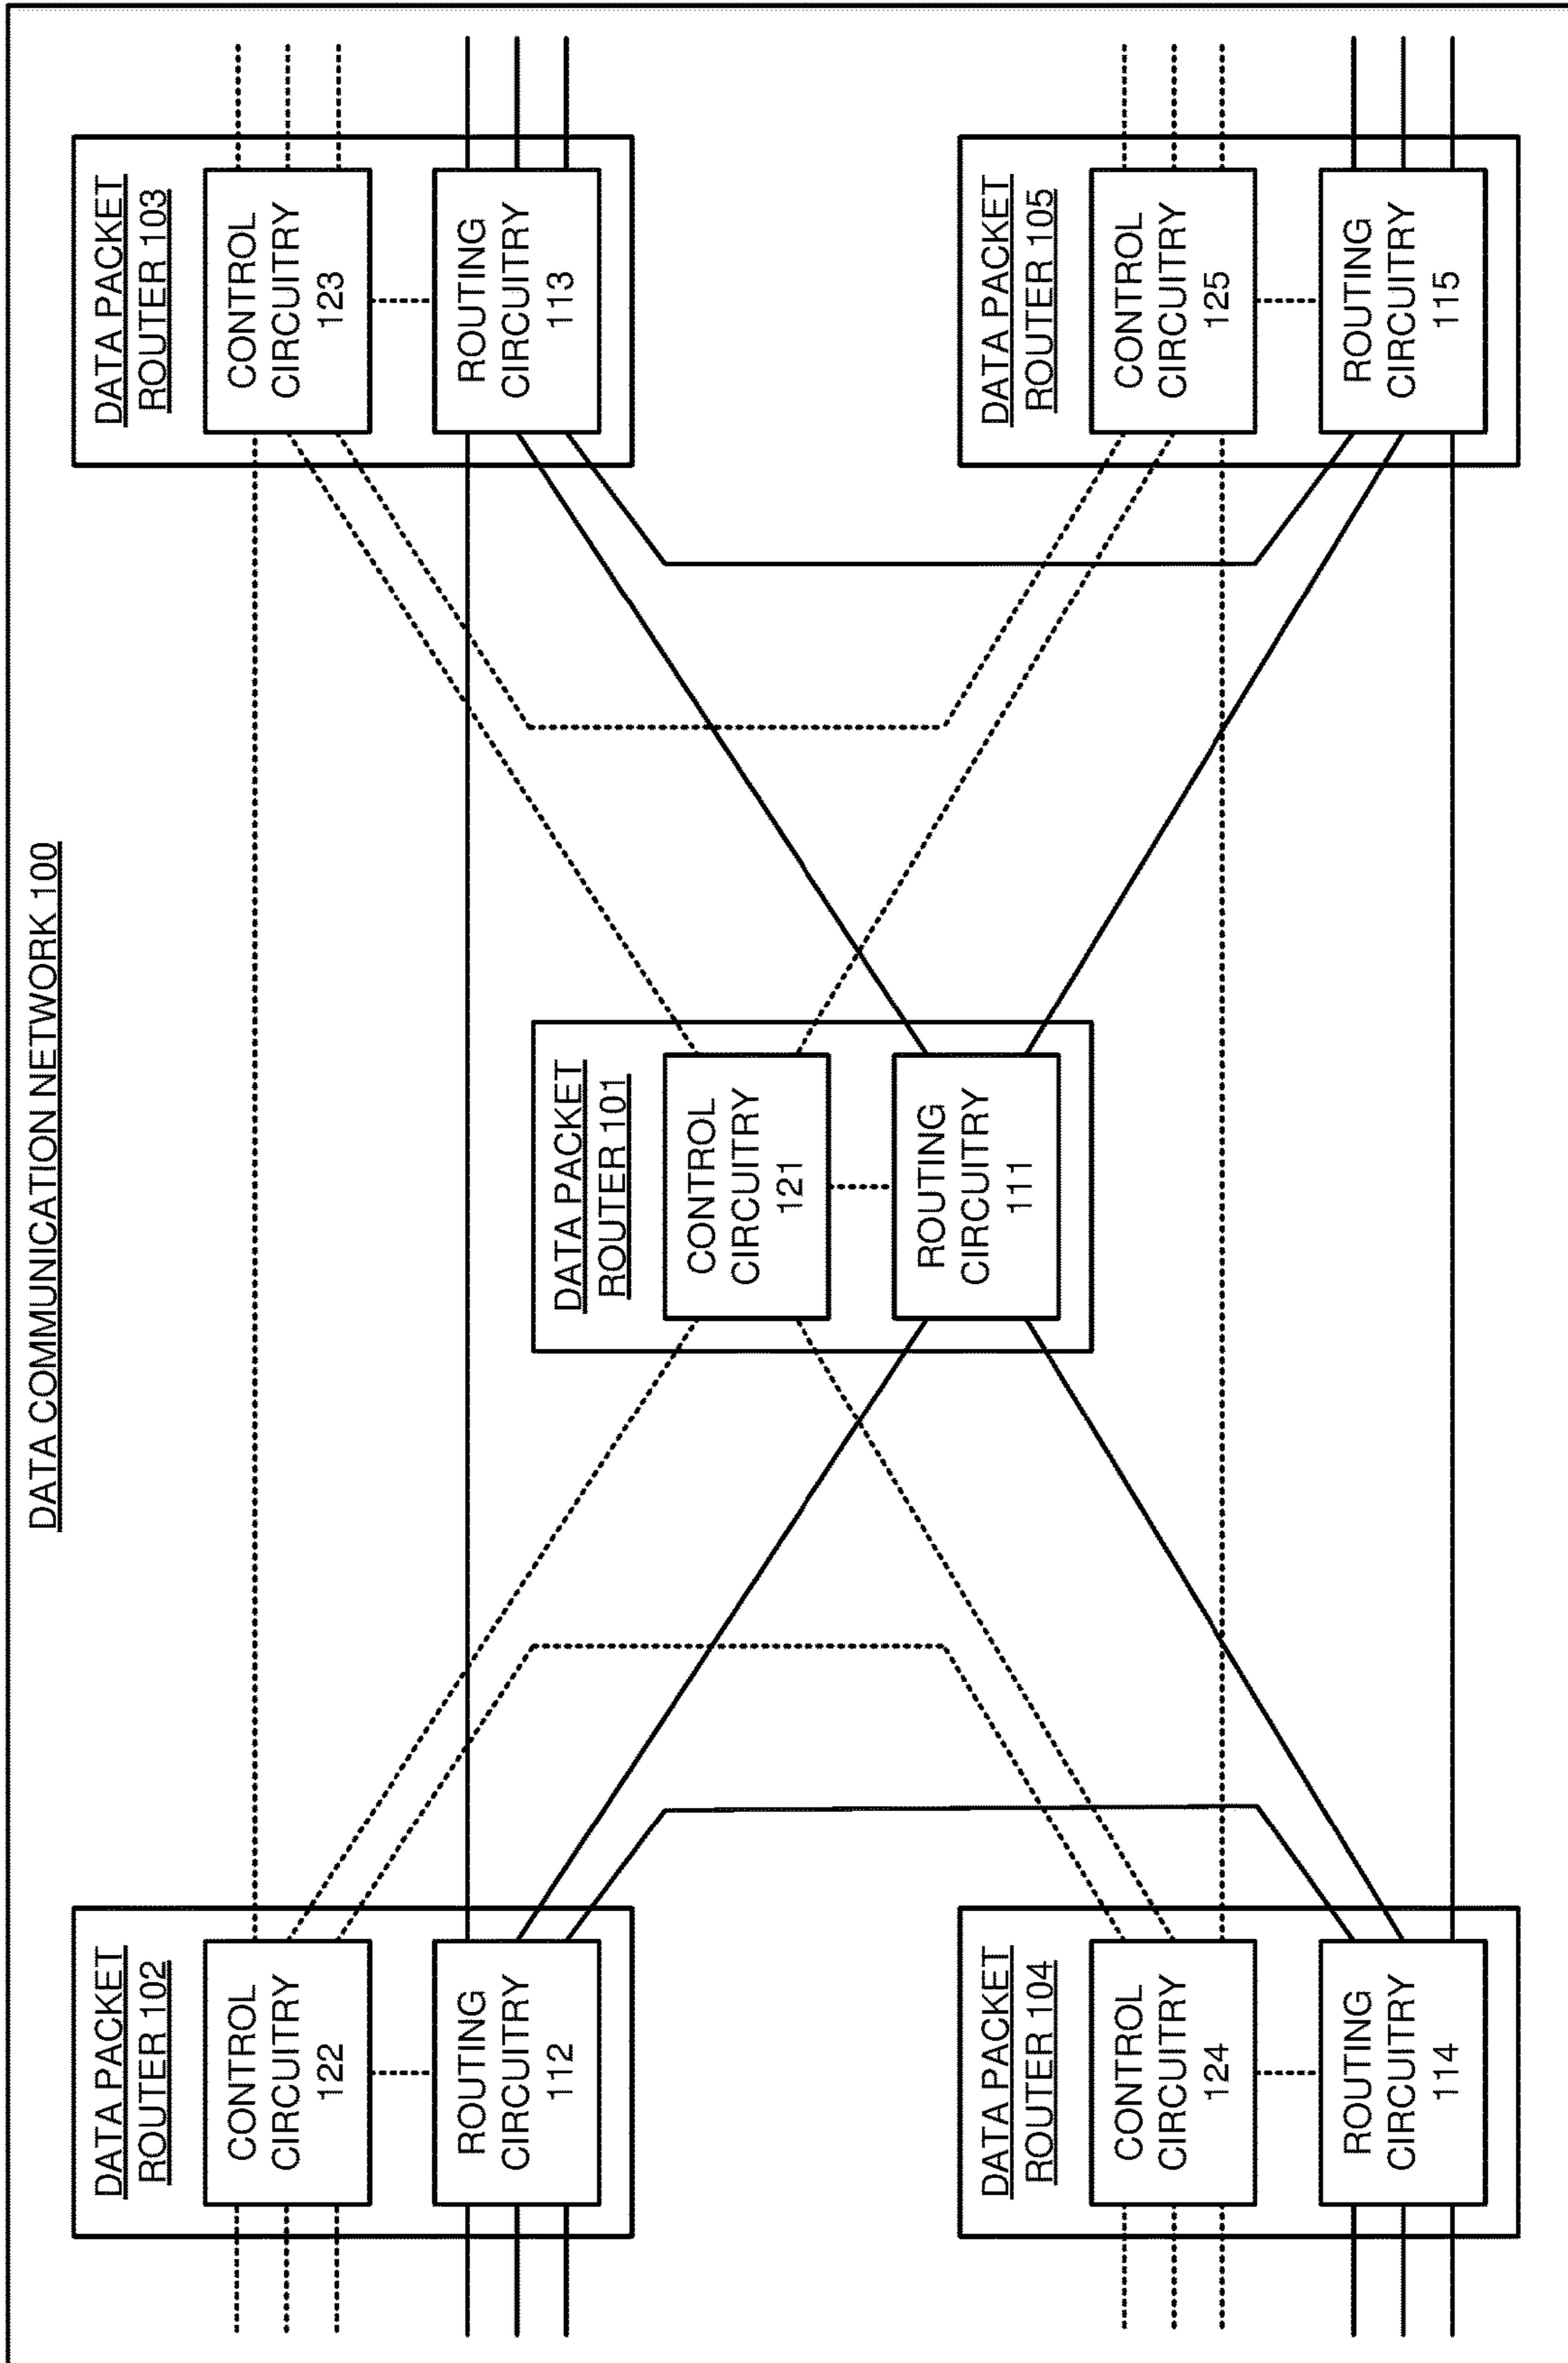 DATA COMMUNICATION NETWORK 100
DATA PACKET
ROUTER 102
CONTROL
CIRCUITRY
122
ROUTING
CIRCUITRY
112
DATA PACKET
ROUTER 103
CONTROL
CIRCUITRY
123
ROUTING
CIRCUITRY
113
DATA PACKET
ROUTER 101
CONTROL
CIRCUITRY
121
ROUTING
CIRCUITRY
111
DATA PACKET
ROUTER 104
CONTROL
CIRCUITRY
124
ROUTING
CIRCUITRY
114
DATA PACKET
ROUTER 105
CONTROL
CIRCUITRY
125
ROUTING
CIRCUITRY
115